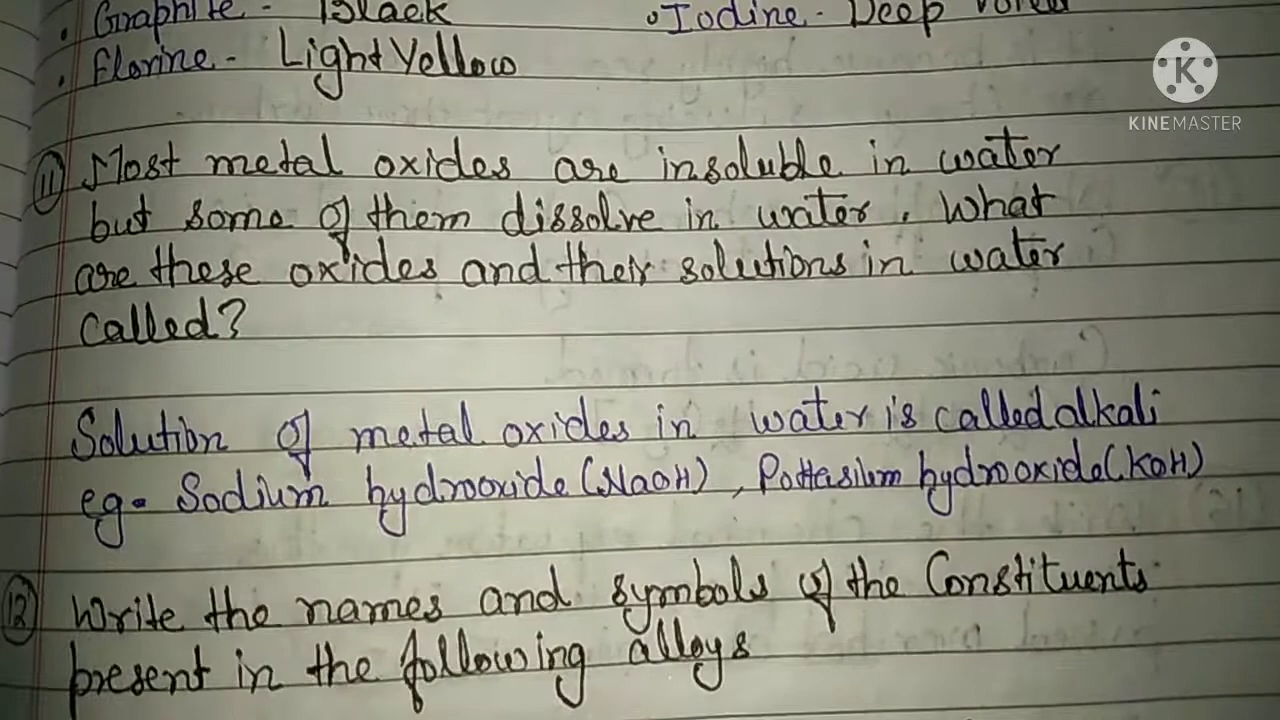 . Graphite - Black
• Iodine - Deep
. Florine - Light Yellow
K
KINEMASTER
11 Most metal oxides are insoluble in water
but some of them dissolve in water. What
are these oxides and their solutions in water
called?
Solution of metal oxides in water is called alkali
eg- Sodium hydrooxide (NaOH), Pottasium hydrooxide (KOH)
12 Write the names and symbols of the Constituents
present in the following alloys